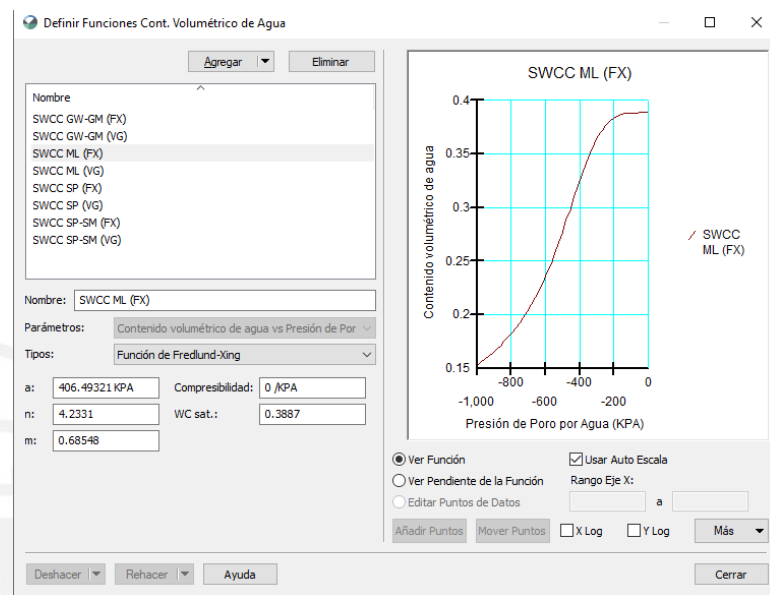 Definir Funciones Cont. Volumétrico de Agua
Agregar
Eliminar
Nombre
SWCC GW-GM (FX)
SWCC GW-GM (VG)
SWCC ML (FX)
SWCC ML (VG)
SWCC SP (FX)
SWCC SP (VG)
SWCC SP-SM (FX)
SWCC SP-SM (VG)
Nombre: SWCC ML (FX)
Parámetros: Contenido volumétrico de agua vs Presión de Por
Tipos: Función de Fredlund-Xing
a: 406.49321 KPA Compresibilidad: 0 /KPA
n: 4.2331 WC sat.: 0.3887
m: 0.68548
SWCC ML (FX)
Contenido volumétrico de agua
0.4
0.35
0.3
0.25
0.2
0.15
-800 -400 0
-1,000 -600 -200
Presión de Poro por Agua (KPA)
SWCC
ML (FX)
Ver Función
Usar Auto Escala
Ver Pendiente de la Función
Rango Eje X:
Editar Puntos de Datos
a
Añadir Puntos Mover Puntos X Log Y Log Más
Deshacer Rehacer Ayuda Cerrar